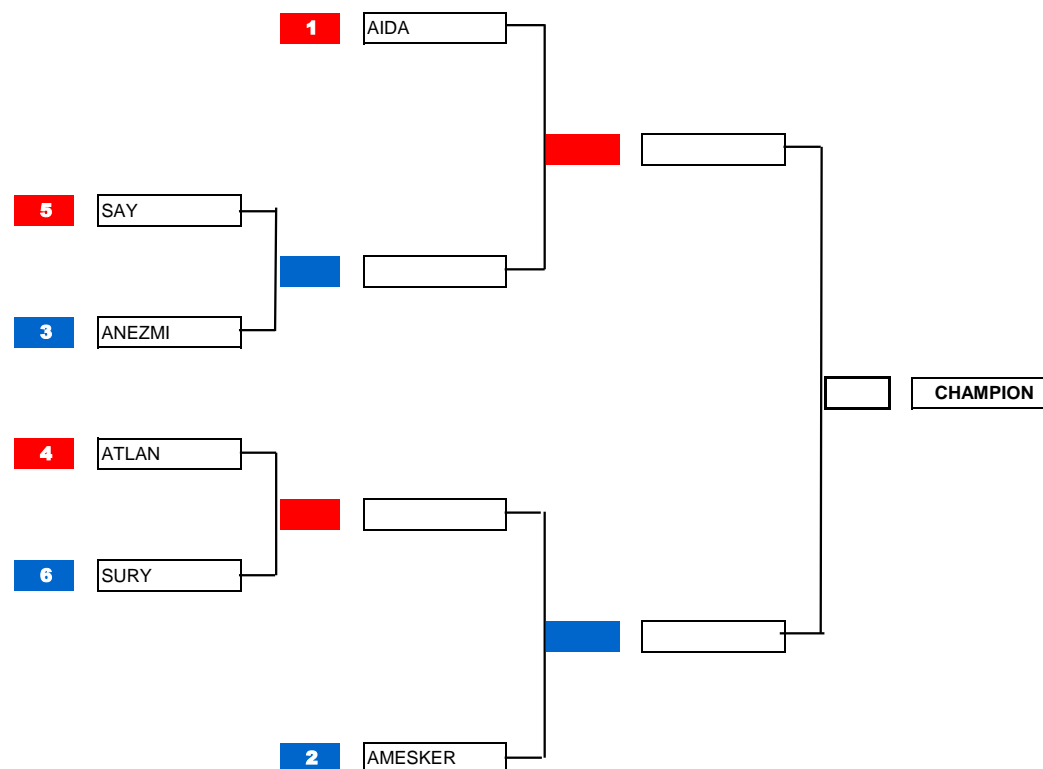 1 AIDA
5 SAY
3 ANEZMI
CHAMPION
4 ATLAN
6 SURY
2 AMESKER